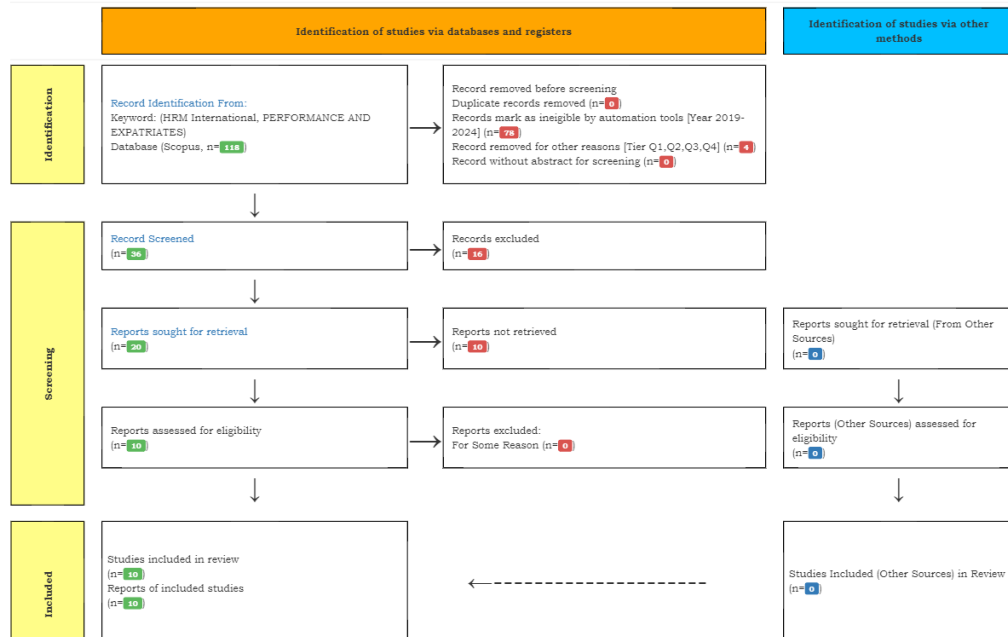 Identification of studies via databases and registers
Identification of studies via other
methods
Identification
Record Identification From:
Keyword: (HRM International, PERFORMANCE AND
EXPATRIATES)
Database (Scopus, n=118)
Record removed before screening
Duplicate records removed (n=0)
Records mark as ineigible by automation tools [Year 2019-
2024] (n=78)
Record removed for other reasons [Tier Q1,Q2,Q3,Q4] (n=4)
Record without abstract for screening (n=0)
Screening
Record Screened
(n=36)
Records excluded
(n=16)
Reports sought for retrieval
(n=20)
Reports not retrieved
(n=10)
Reports sought for retrieval (From Other
Sources)
(n=0)
Reports assessed for eligibility
(n=10)
Reports excluded:
For Some Reason (n=0)
Reports (Other Sources) assessed for
eligibility
(n=0)
Included
Studies included in review
(n=10)
Reports of included studies
(n=10)
Studies Included (Other Sources) in Review
(n=0)